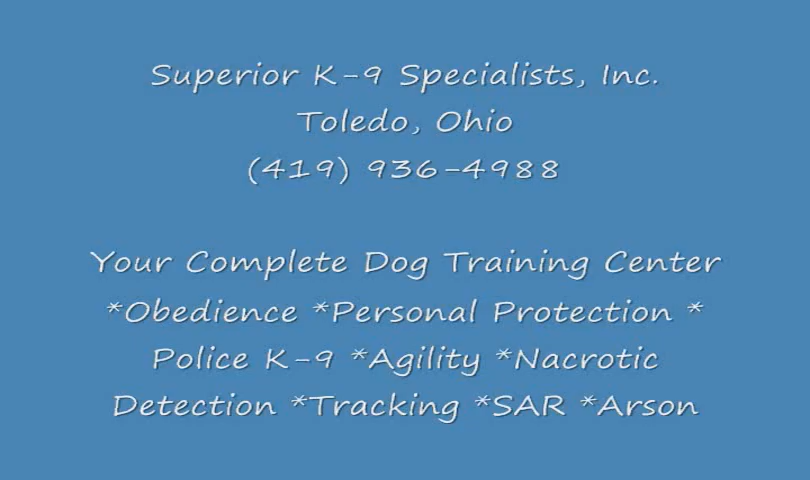 Superior K-9 Specialists, Inc.
Toledo, Ohio
(419) 936-4988
Your Complete Dog Training Center
*Obedience *Personal Protection *
Police K-9 *Agility *Nacrotic
Detection *Tracking *SAR *Arson